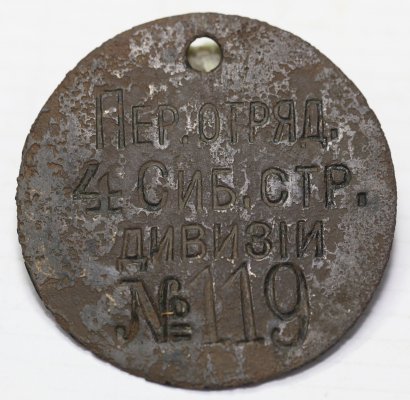 Пер. отряд.
4 Сиб. стр.
дивизіи
№ 119